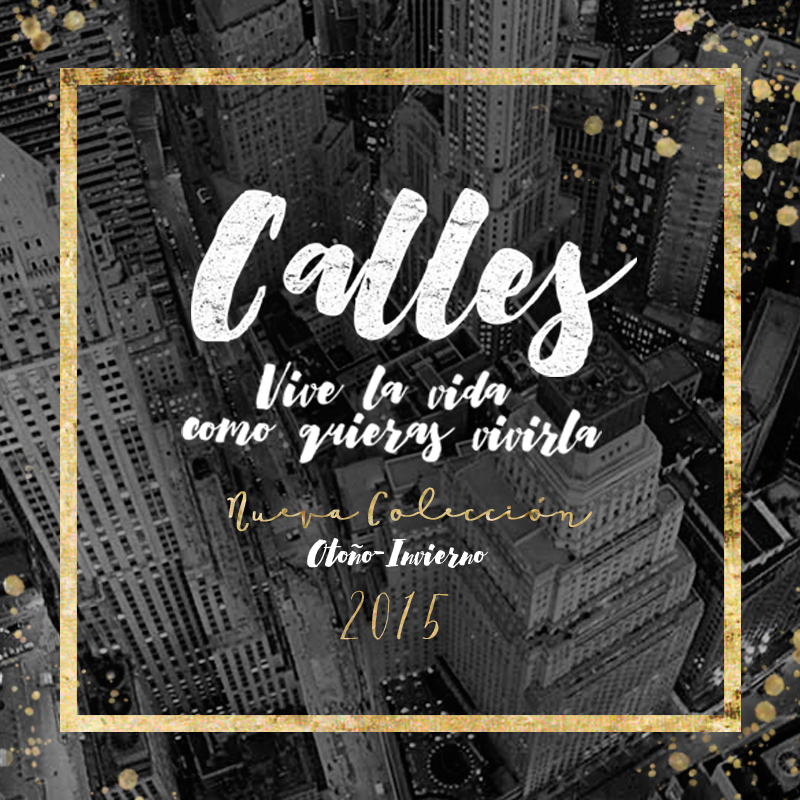 Calles
Vive la vida
como quieras vivirla
Nueva Colección
Otoño-Invierno
2015